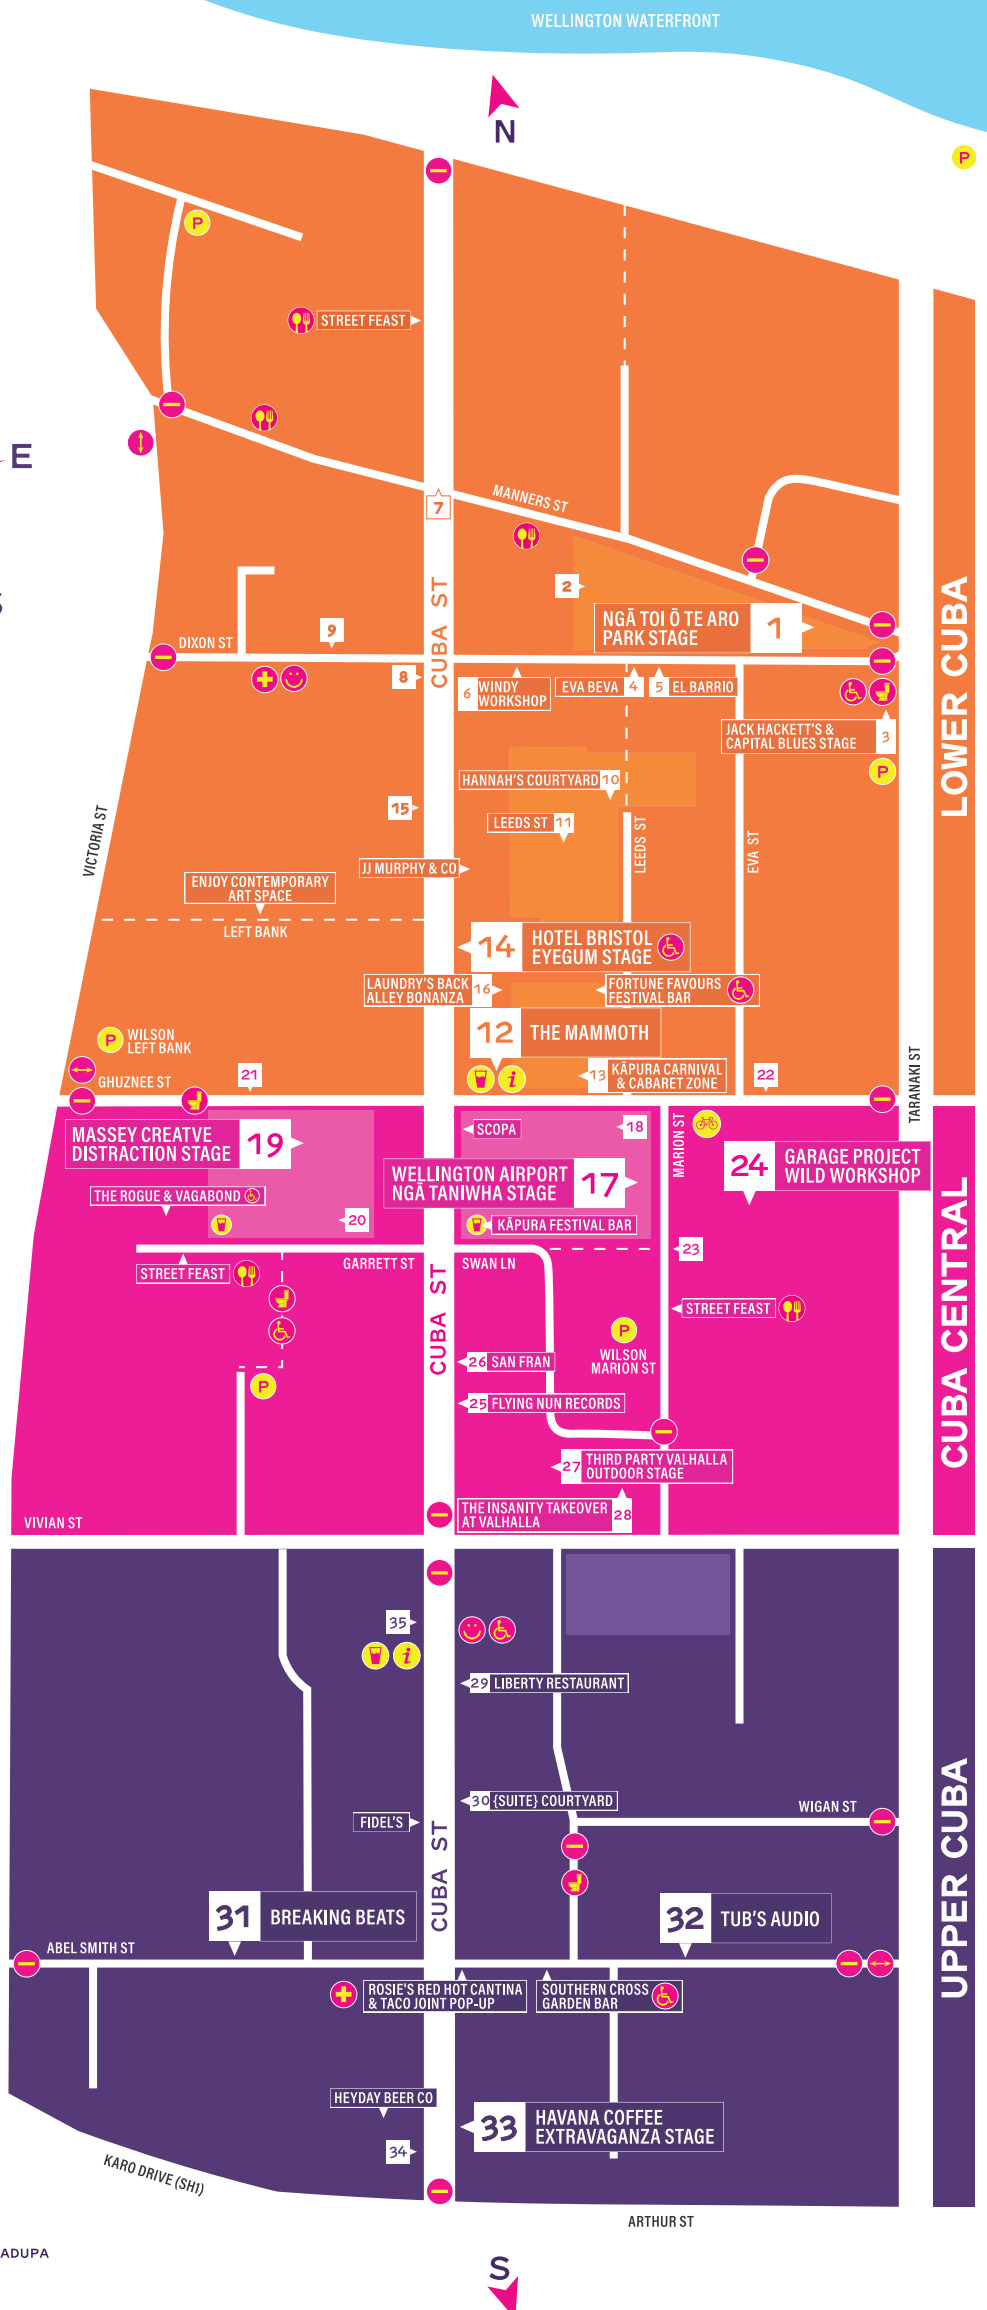 WELLINGTON WATERFRONT
N
P
P
STREET FEAST
E
7
MANNERS ST
CUBA ST
2
NGĀ TOI Ō TE ARO
PARK STAGE
1
9
DIXON ST
8
6
WINDY
WORKSHOP
EVA BEVA
4
5
EL BARRIO
JACK HACKETT'S &
CAPITAL BLUES STAGE
3
P
LOWER CUBA
HANNAH'S COURTYARD
10
15
LEEDS ST
11
LEEDS ST
EVA ST
VICTORIA ST
JJ MURPHY & CO
ENJOY CONTEMPORARY
ART SPACE
LEFT BANK
14
HOTEL BRISTOL
EYEGUM STAGE
LAUNDRY'S BACK
ALLEY BONANZA
16
FORTUNE FAVOURS
FESTIVAL BAR
12
THE MAMMOTH
P
WILSON
LEFT BANK
i
13
KĀPURA CARNIVAL
& CABARET ZONE
21
22
GHUZNEE ST
TARANAKI ST
MASSEY CREATVE
DISTRACTION STAGE
19
SCOPA
18
MARION ST
WELLINGTON AIRPORT
NGĀ TANIWHA STAGE
17
24
GARAGE PROJECT
WILD WORKSHOP
THE ROGUE & VAGABOND
20
KĀPURA FESTIVAL BAR
23
GARRETT ST
SWAN LN
STREET FEAST
CUBA ST
STREET FEAST
P
WILSON
MARION ST
26
SAN FRAN
P
25
FLYING NUN RECORDS
CUBA CENTRAL
27
THIRD PARTY VALHALLA
OUTDOOR STAGE
THE INSANITY TAKEOVER
AT VALHALLA
28
VIVIAN ST
35
i
29
LIBERTY RESTAURANT
30
{SUITE} COURTYARD
WIGAN ST
FIDEL'S
CUBA ST
UPPER CUBA
31
BREAKING BEATS
32
TUB'S AUDIO
ABEL SMITH ST
ROSIE'S RED HOT CANTINA
& TACO JOINT POP-UP
SOUTHERN CROSS
GARDEN BAR
HEYDAY BEER CO
33
HAVANA COFFEE
EXTRAVAGANZA STAGE
34
KARO DRIVE (SH1)
ARTHUR ST
ADUPA
S